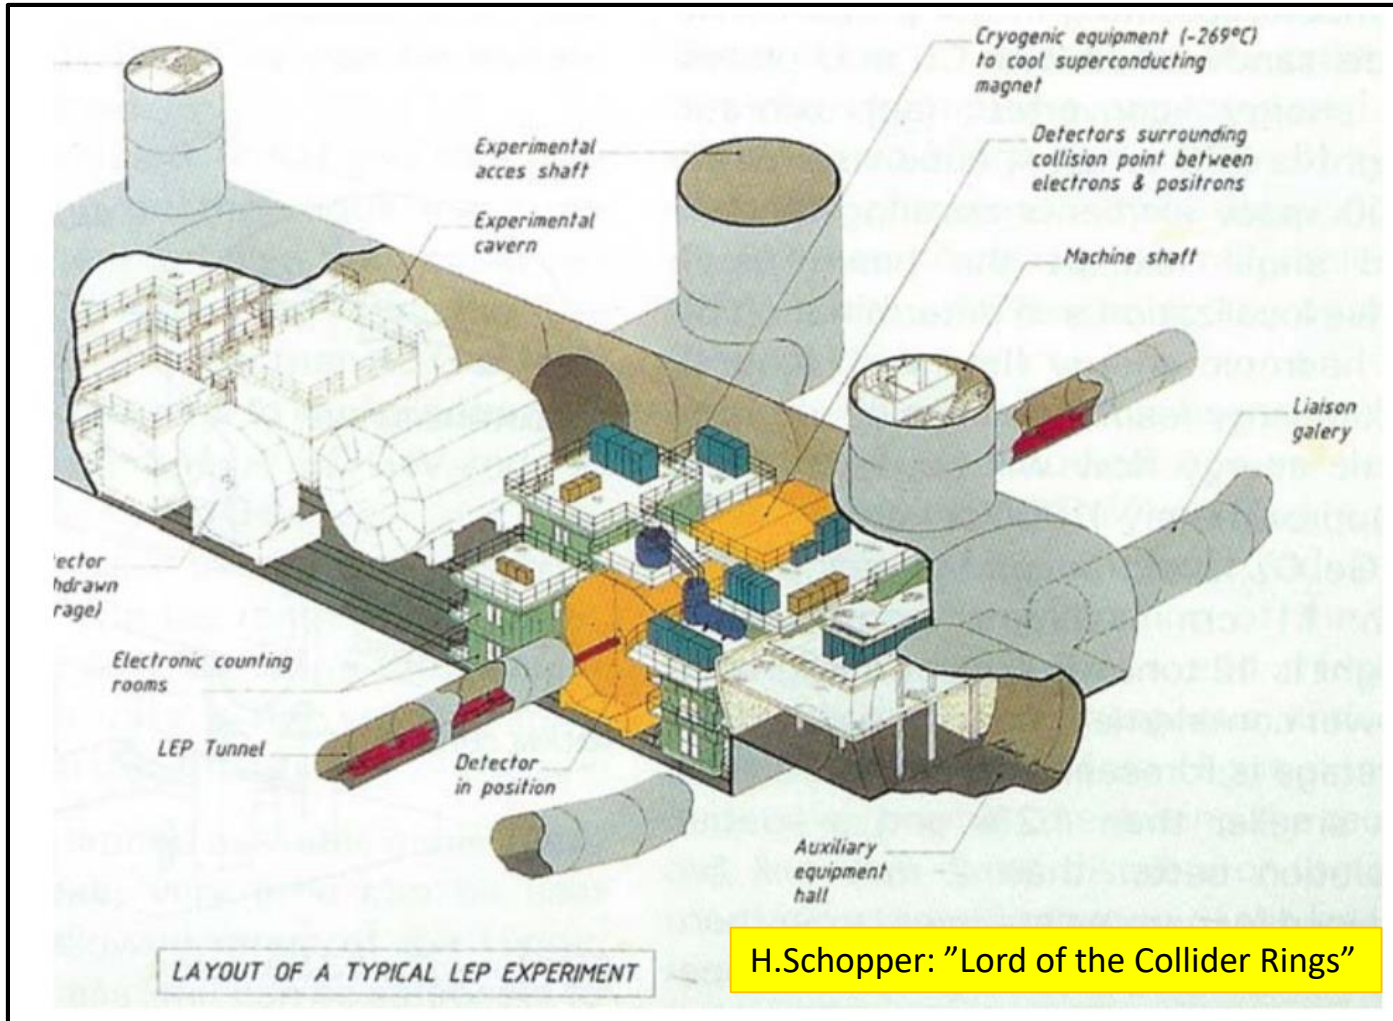 Cryogenic equipment (-269ºC)
to cool superconducting
magnet
Experimental
acces shaft
Detectors surrounding
collision point between
electrons & positrons
Experimental
cavern
Machine shaft
Liaison
galery
ector
hdrawn
rage)
Electronic counting
rooms
LEP Tunnel
Detector
in position
Auxiliary
equipment
hall
LAYOUT OF A TYPICAL LEP EXPERIMENT
H.Schopper: ”Lord of the Collider Rings”